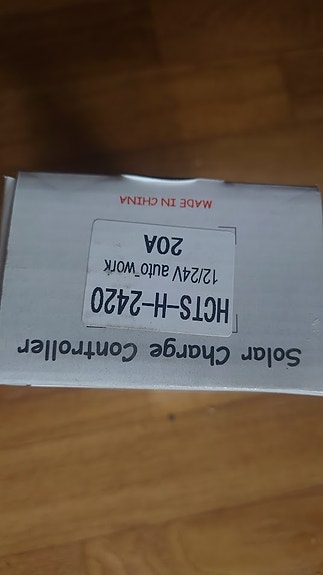 Solar Charge Controller
HCTS-H-2420
12/24V auto work
20A
MADE IN CHINA